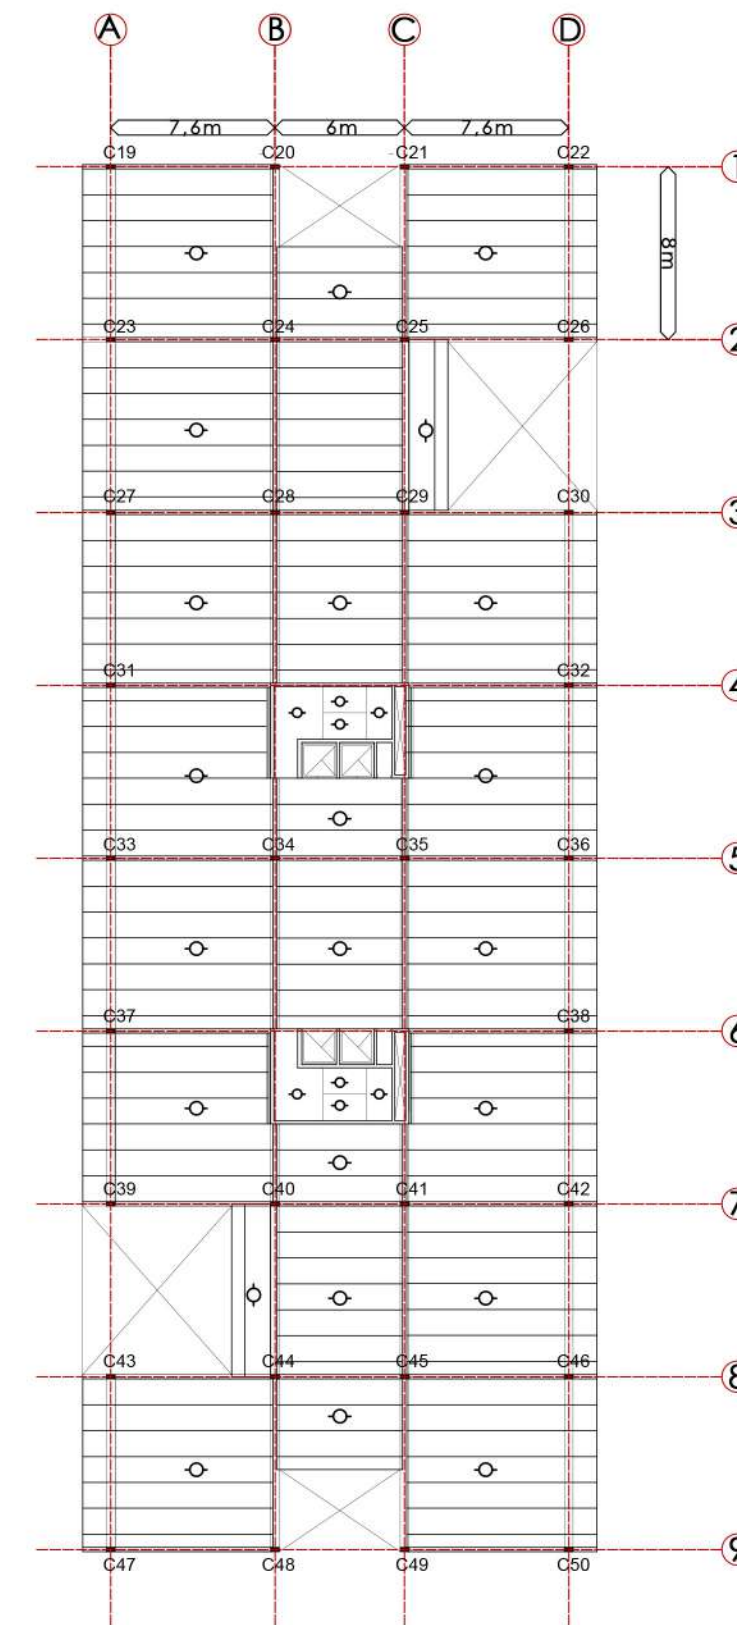 A B C D
7,6m 6m 7,6m
C19 C20 C21 C22
1
8m
C23 C24 C25 C26
2
C27 C28 C29 C30
3
C31 C32
4
C33 C34 C35 C36
5
C37 C38
6
C39 C40 C41 C42
7
C43 C44 C45 C46
8
9
C47 C48 C49 C50